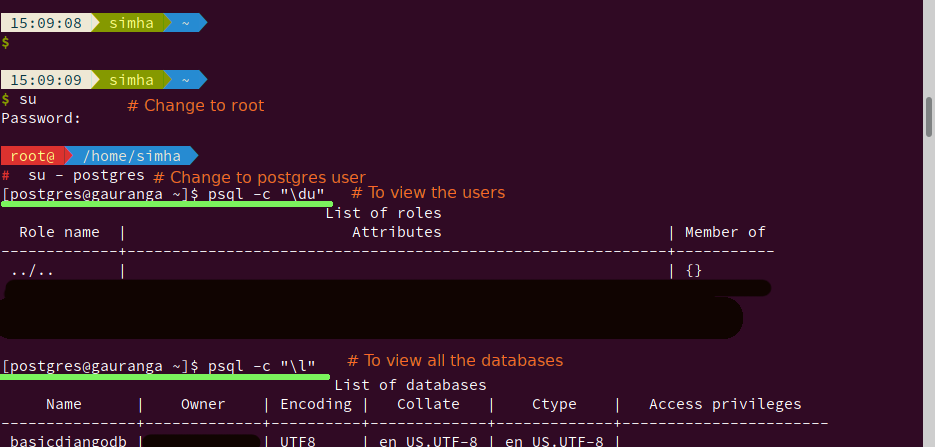 15:09:08 simha ~
$
15:09:09 simha ~
$ su # Change to root
Password:
root@ /home/simha
# su - postgres # Change to postgres user
[postgres@gauranga ~]$ psql -c "\du" # To view the users
List of roles
Role name | Attributes | Member of
------------+------------------------------------------------------------+-----------
../.. | | {}
[postgres@gauranga ~]$ psql -c "\l" # To view all the databases
List of databases
Name | Owner | Encoding | Collate | Ctype | Access privileges
---------------+-------------+----------+-------------+-------------+-----------------------
basicdjangodb | | UTF8 | en_US.UTF-8 | en_US.UTF-8 |